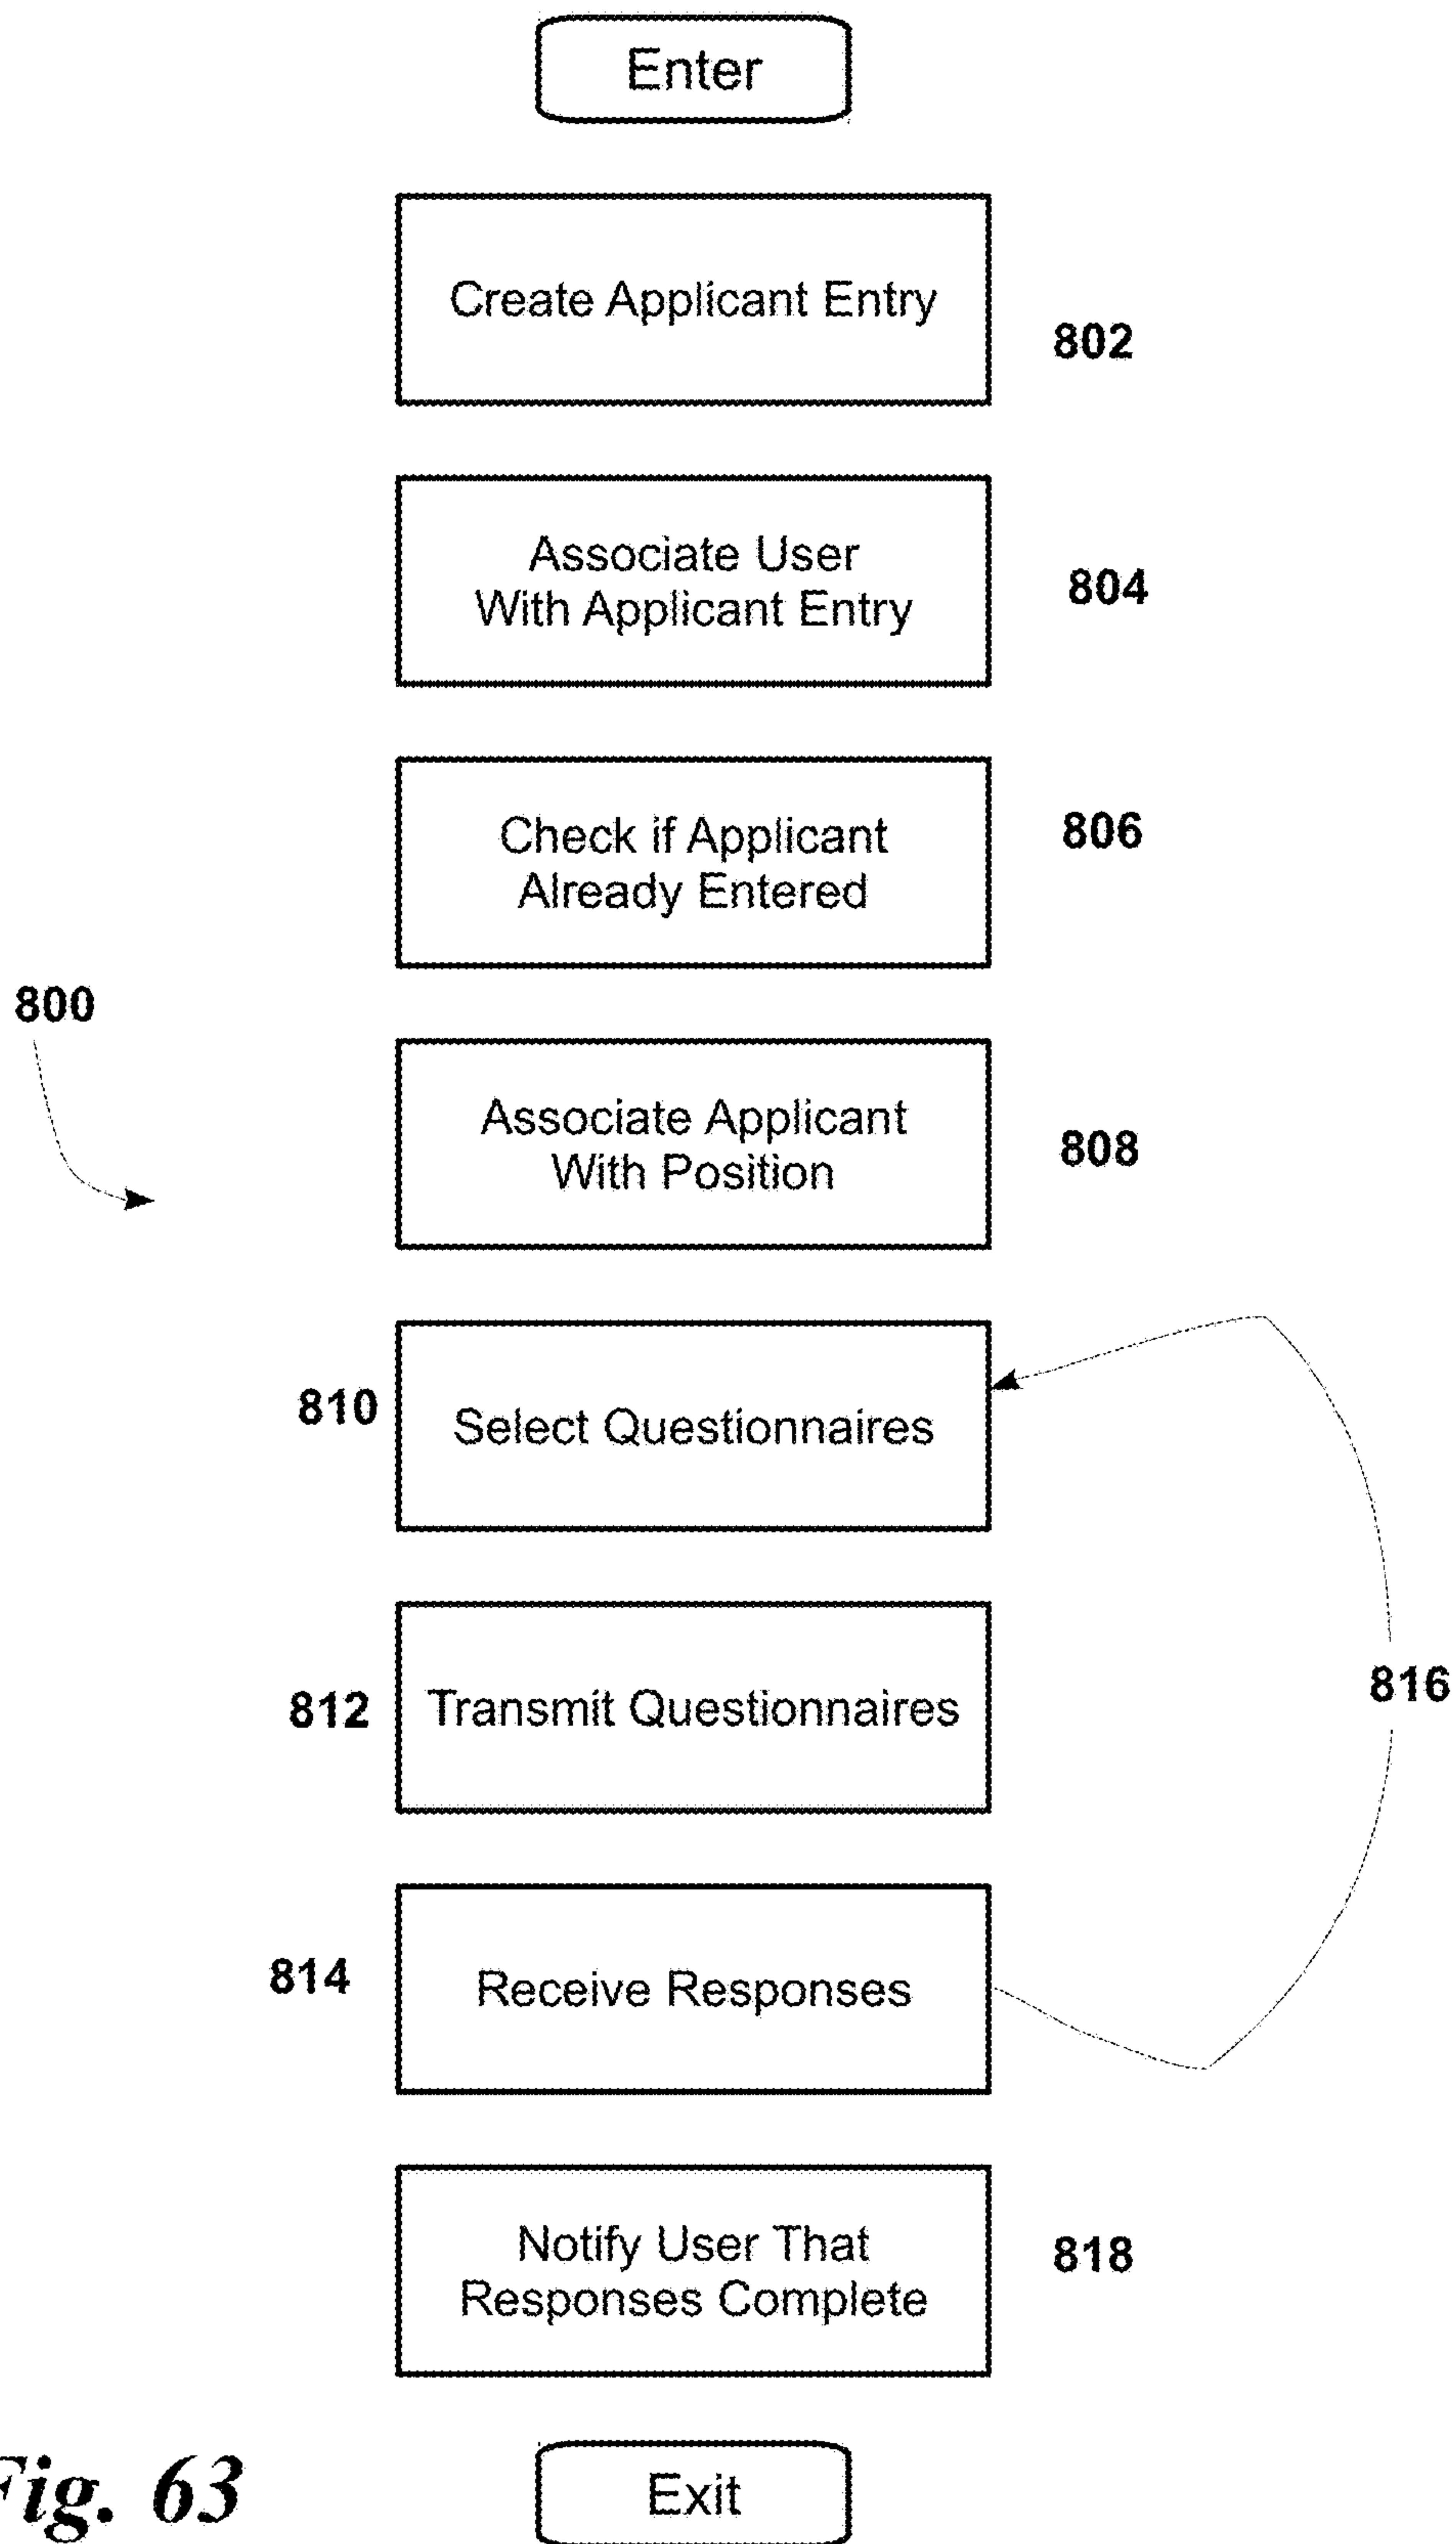 Enter
Create Applicant Entry
802
Associate User
With Applicant Entry
804
Check if Applicant
Already Entered
806
800
Associate Applicant
With Position
808
810
Select Questionnaires
812
Transmit Questionnaires
816
814
Receive Responses
Notify User That
Responses Complete
818
Fig. 63
Exit